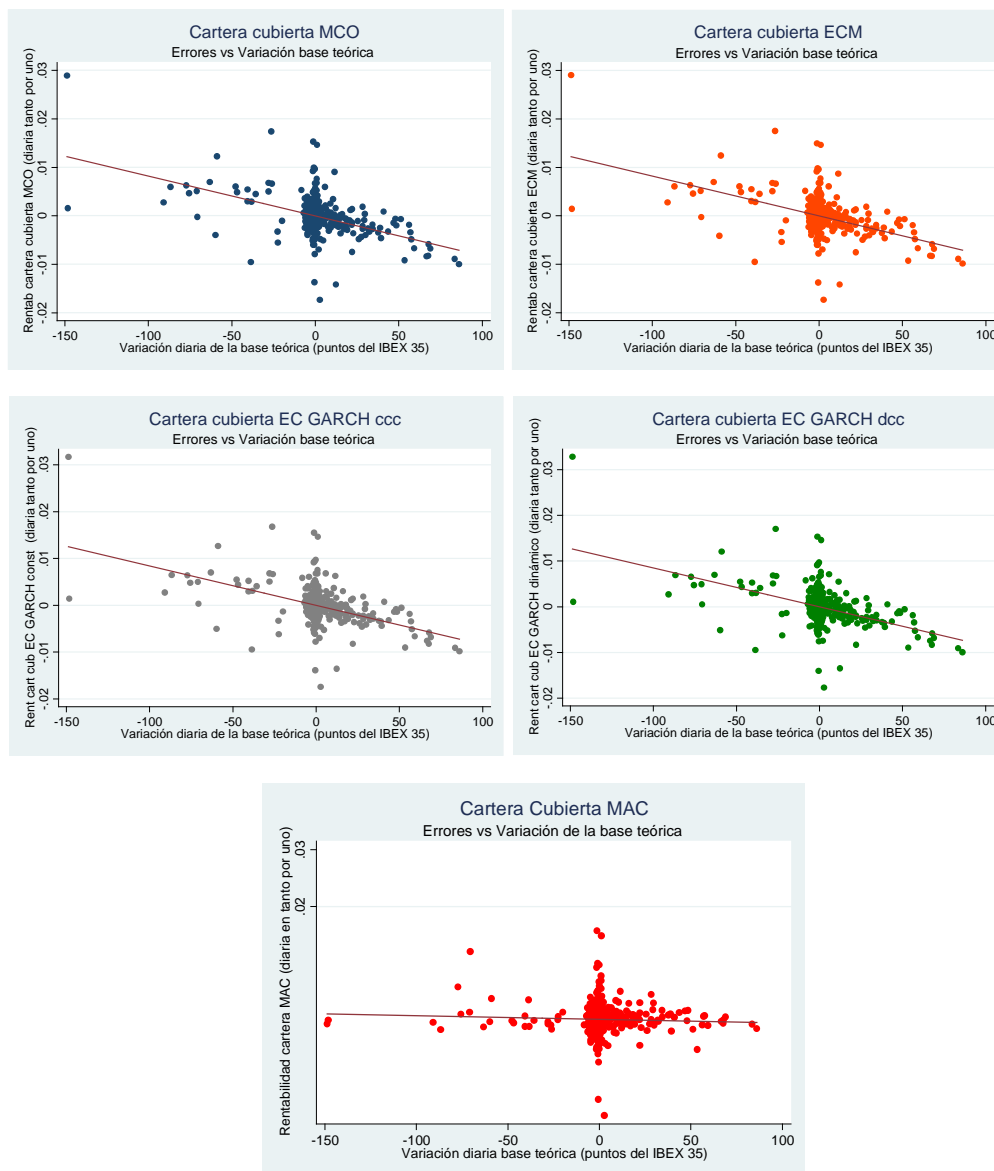 Cartera cubierta MCO
Errores vs Variación base teórica
Rentab cartera cubierta MCO (diaria tanto por uno)
.03
.02
.01
0
-.01
-.02
-150
-100
-50
0
50
100
Variación diaria de la base teórica (puntos del IBEX 35)
Cartera cubierta ECM
Errores vs Variación base teórica
Rentab cartera cubierta ECM (diaria tanto por uno)
.03
.02
.01
0
-.01
-.02
-150
-100
-50
0
50
100
Variación diaria de la base teórica (puntos del IBEX 35)
Cartera cubierta EC GARCH ccc
Errores vs Variación base teórica
Rent cart cub EC GARCH const (diaria tanto por uno)
.03
.02
.01
0
-.01
-.02
-150
-100
-50
0
50
100
Variación diaria de la base teórica (puntos del IBEX 35)
Cartera cubierta EC GARCH dcc
Errores vs Variación base teórica
Rent cart cub EC GARCH dinámico (diaria tanto por uno)
.03
.02
.01
0
-.01
-.02
-150
-100
-50
0
50
100
Variación diaria de la base teórica (puntos del IBEX 35)
Cartera Cubierta MAC
Errores vs Variación de la base teórica
Rentabilidad cartera MAC (diaria en tanto por uno)
.03
.02
-150
-100
-50
0
50
100
Variación diaria base teórica (puntos del IBEX 35)